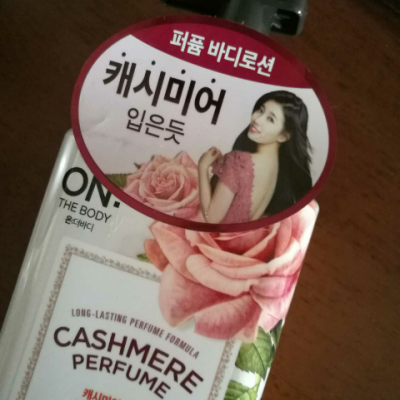 퍼퓸 바디로션
캐시미어
입은듯
ON:
THE BODY
온더바디
LONG-LASTING PERFUME FORMULA
CASHMERE
PERFUME